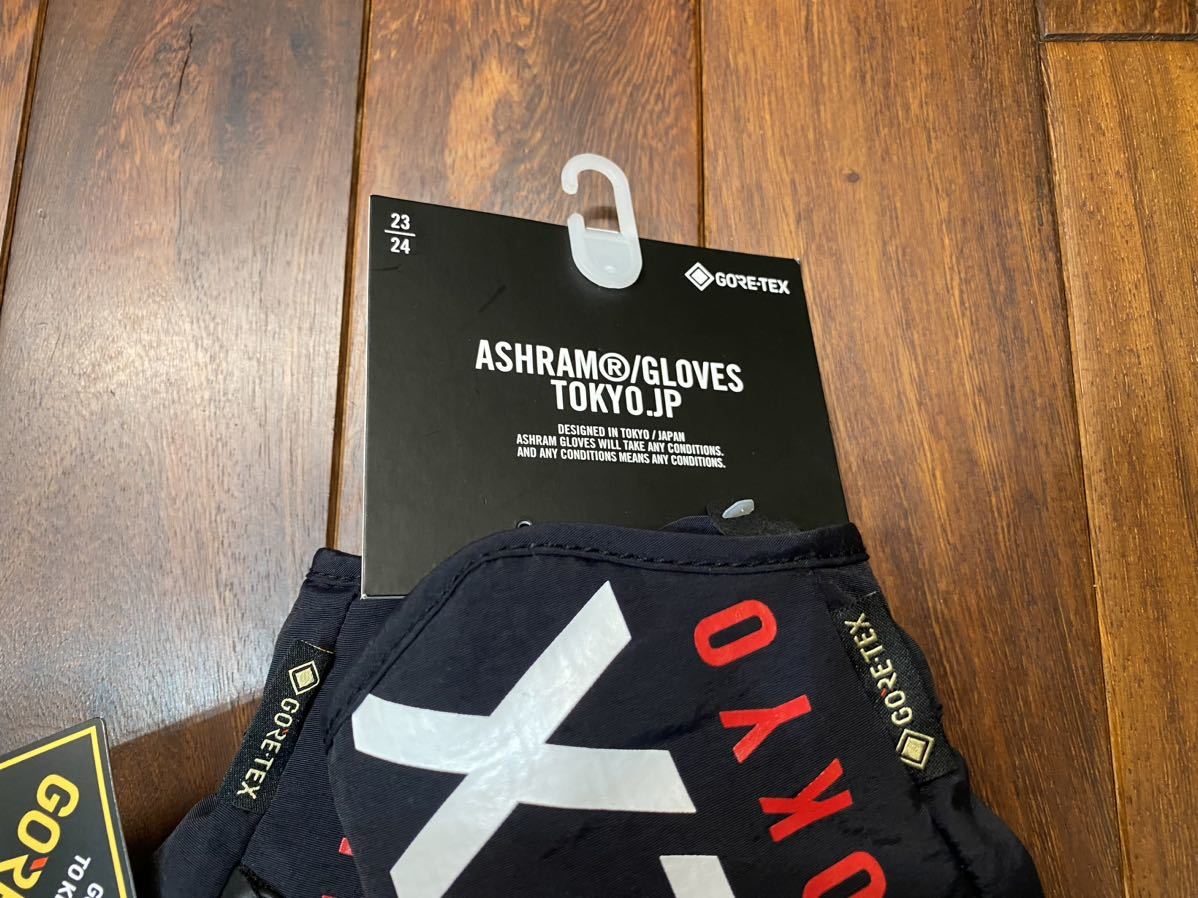 23
24
GORE-TEX
ASHRAM®/GLOVES
TOKYO.JP
DESIGNED IN TOKYO / JAPAN
ASHRAM GLOVES WILL TAKE ANY CONDITIONS.
AND ANY CONDITIONS MEANS ANY CONDITIONS.
GORE-TEX
GORE-TEX
OKYO